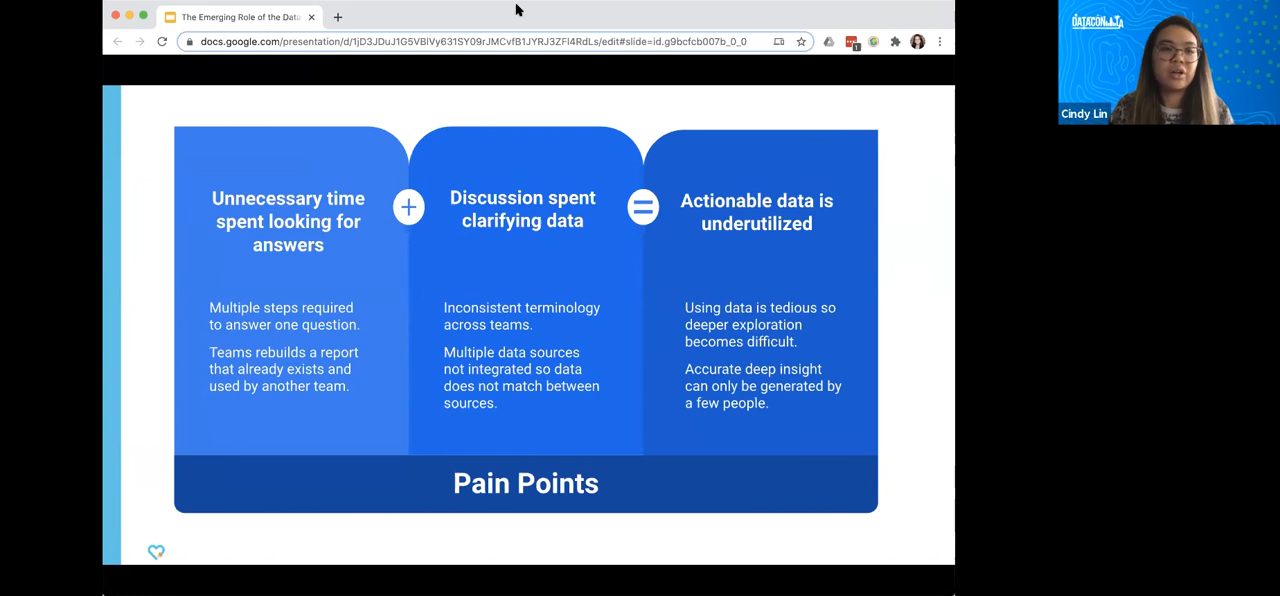 The Emerging Role of the Data
docs.google.com/presentation/d/1jD3JDuJ1G5VBlVy631SY09rJMCvfB1JYRJ3ZFl4RdLs/edit#slide=id.g9bcfcb007b_0_0
1
DATACONLA
Cindy Lin
Unnecessary time
spent looking for
answers
Multiple steps required
to answer one question.
Teams rebuilds a report
that already exists and
used by another team.
+
Discussion spent
clarifying data
Inconsistent terminology
across teams.
Multiple data sources
not integrated so data
does not match between
sources.
=
Actionable data is
underutilized
Using data is tedious so
deeper exploration
becomes difficult.
Accurate deep insight
can only be generated by
a few people.
Pain Points